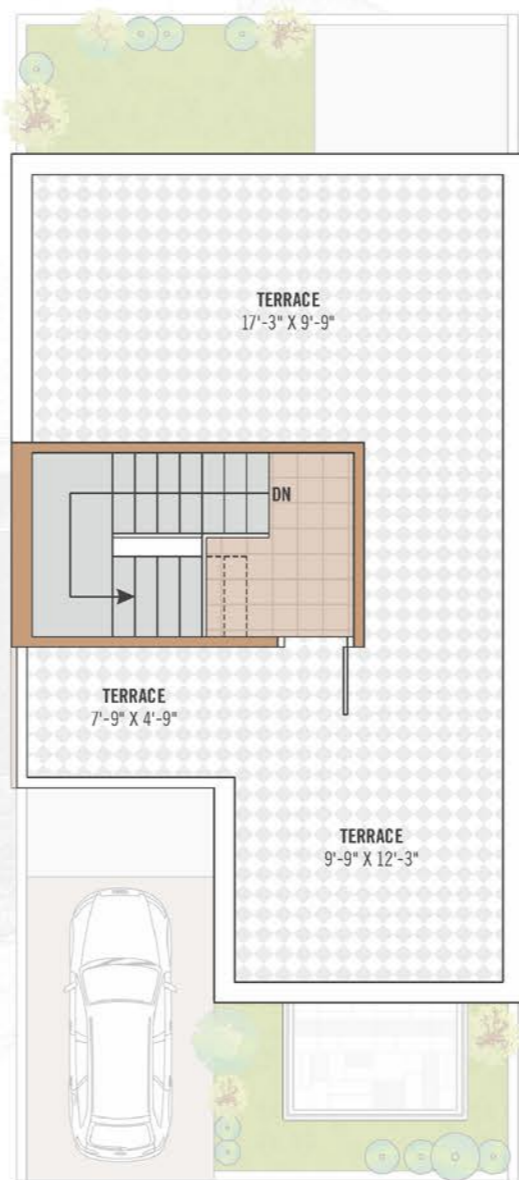 TERRACE
17'-3" X 9'-9"
DN
TERRACE
7'-9" X 4'-9"
TERRACE
9'-9" X 12'-3"